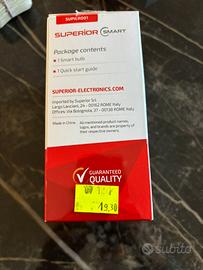 SUPILR001
SUPERIOR SMART
Package contents
• 1 Smart bulb
• 1 Quick start guide
SUPERIOR-ELECTRONICS.COM
Imported by Superior Srl
Largo Lanciani, 24 - 00162 ROME Italy
Offices: Via Bolognola, 37 - 00138 ROME Italy
Made in China
All mentioned product names,
logos, and brands are property of
their respective owners.
GUARANTEED
QUALITY
19,90
Subito